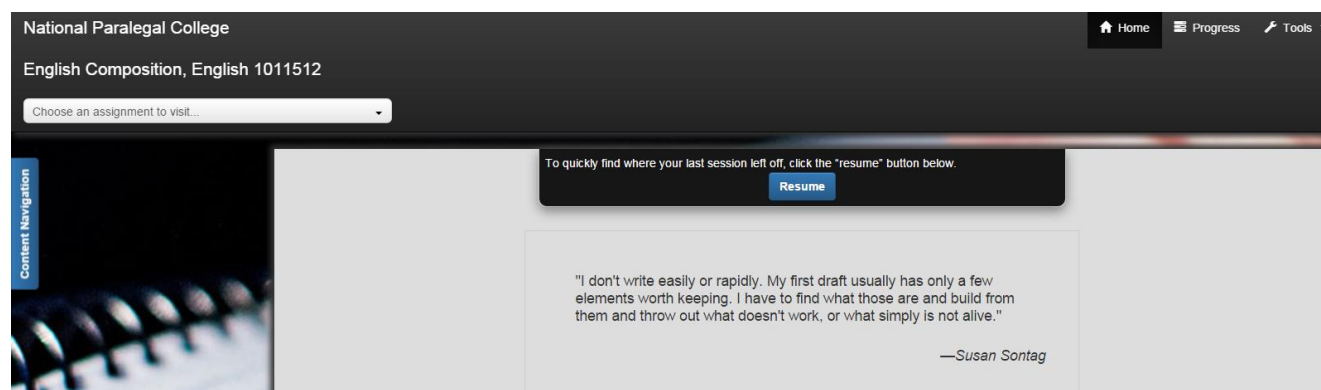 National Paralegal College
Home
Progress
Tools
English Composition, English 1011512
Choose an assignment to visit...
Content Navigation
To quickly find where your last session left off, click the "resume" button below.
Resume
"I don't write easily or rapidly. My first draft usually has only a few
elements worth keeping. I have to find what those are and build from
them and throw out what doesn't work, or what simply is not alive."
—Susan Sontag